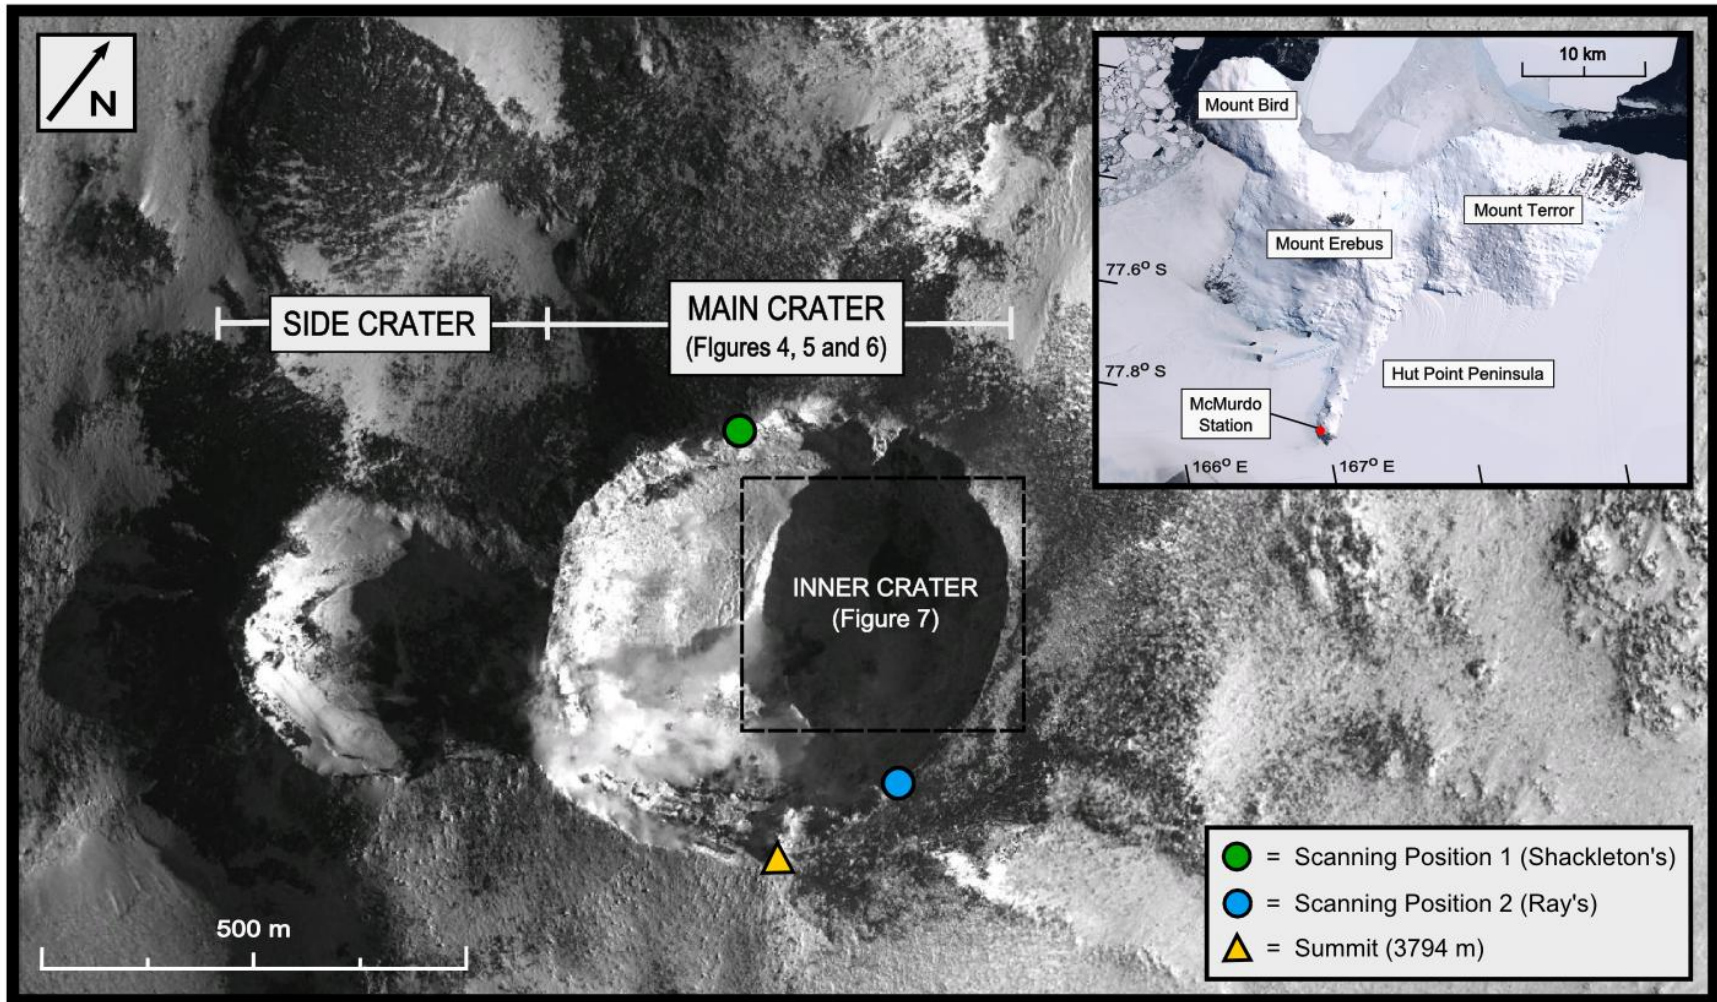 N
SIDE CRATER
MAIN CRATER
(FIgures 4, 5 and 6)
INNER CRATER
(Figure 7)
500 m
10 km
Mount Bird
Mount Terror
Mount Erebus
77.6° S
77.8° S
Hut Point Peninsula
McMurdo
Station
166° E
167° E
= Scanning Position 1 (Shackleton's)
= Scanning Position 2 (Ray's)
= Summit (3794 m)